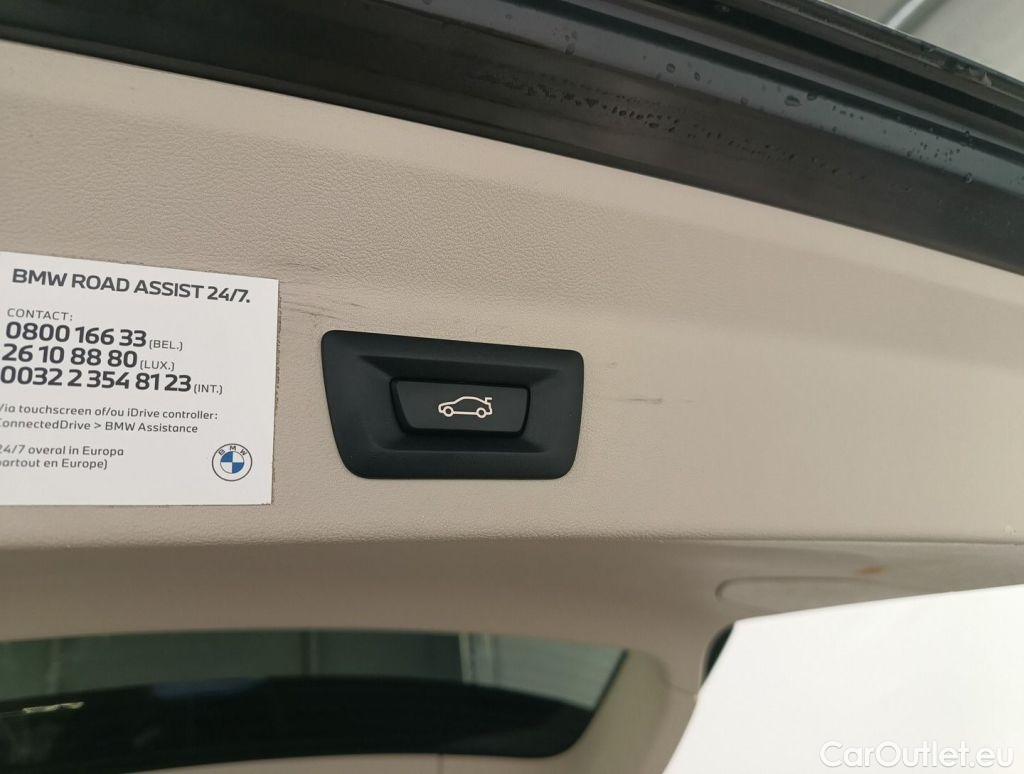 BMW ROAD ASSIST 24/7.
CONTACT:
0800 166 33 (BEL.)
26 10 88 80 (LUX.)
0032 2 354 81 23 (INT.)
Via touchscreen of/ou iDrive controller:
ConnectedDrive > BMW Assistance
24/7 overal in Europa
partout en Europe)
BMW
CarOutlet.eu